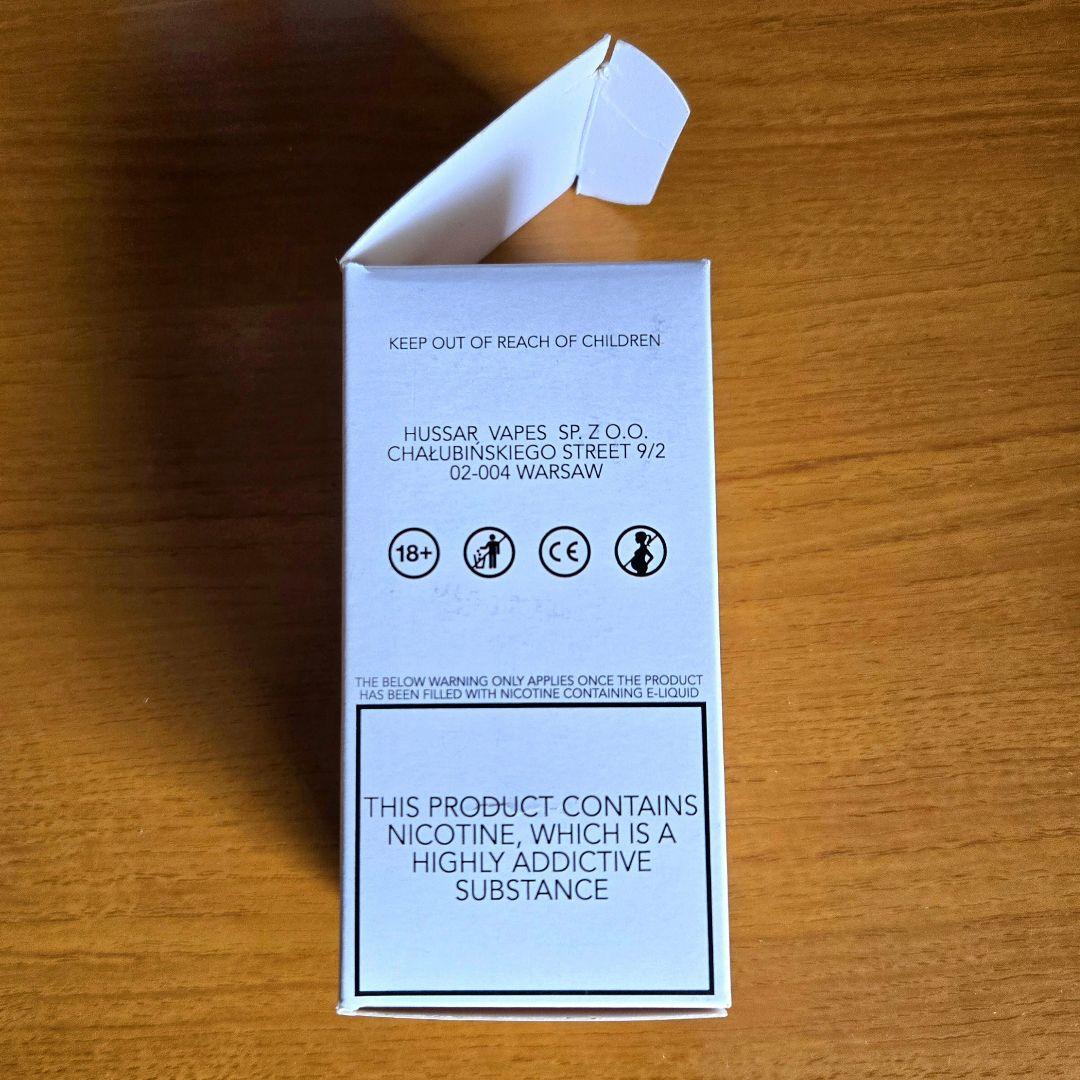 KEEP OUT OF REACH OF CHILDREN
HUSSAR VAPES SP. Z O.O.
CHAŁUBIŃSKIEGO STREET 9/2
02-004 WARSAW
18+ CE
THE BELOW WARNING ONLY APPLIES ONCE THE PRODUCT
HAS BEEN FILLED WITH NICOTINE CONTAINING E-LIQUID
THIS PRODUCT CONTAINS
NICOTINE, WHICH IS A
HIGHLY ADDICTIVE
SUBSTANCE